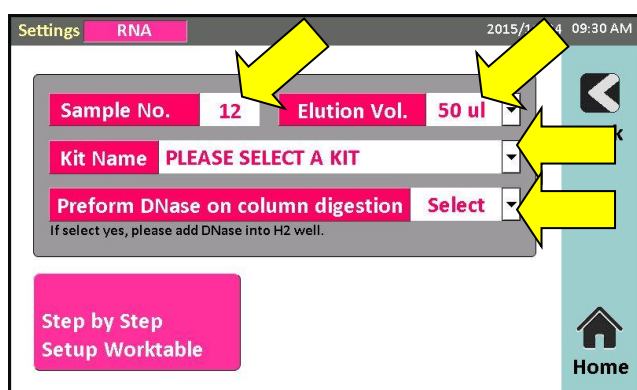 Settings RNA 09:30 AM
Sample No. 12 Elution Vol. 50 ul
Kit Name PLEASE SELECT A KIT
Preform DNase on column digestion Select
If select yes, please add DNase into H2 well.
Step by Step
Setup Worktable
Home